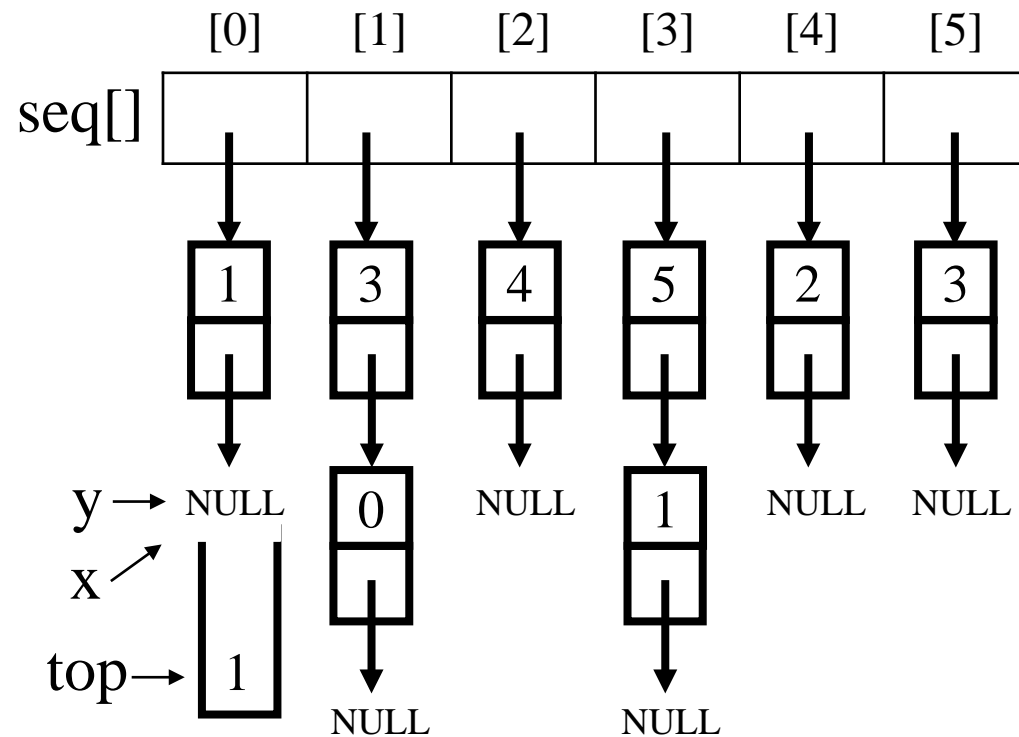 [0] [1] [2] [3] [4] [5]
seq[]
1 3 4 5 2 3
y NULL 0 NULL 1 NULL NULL
x
top 1
NULL NULL